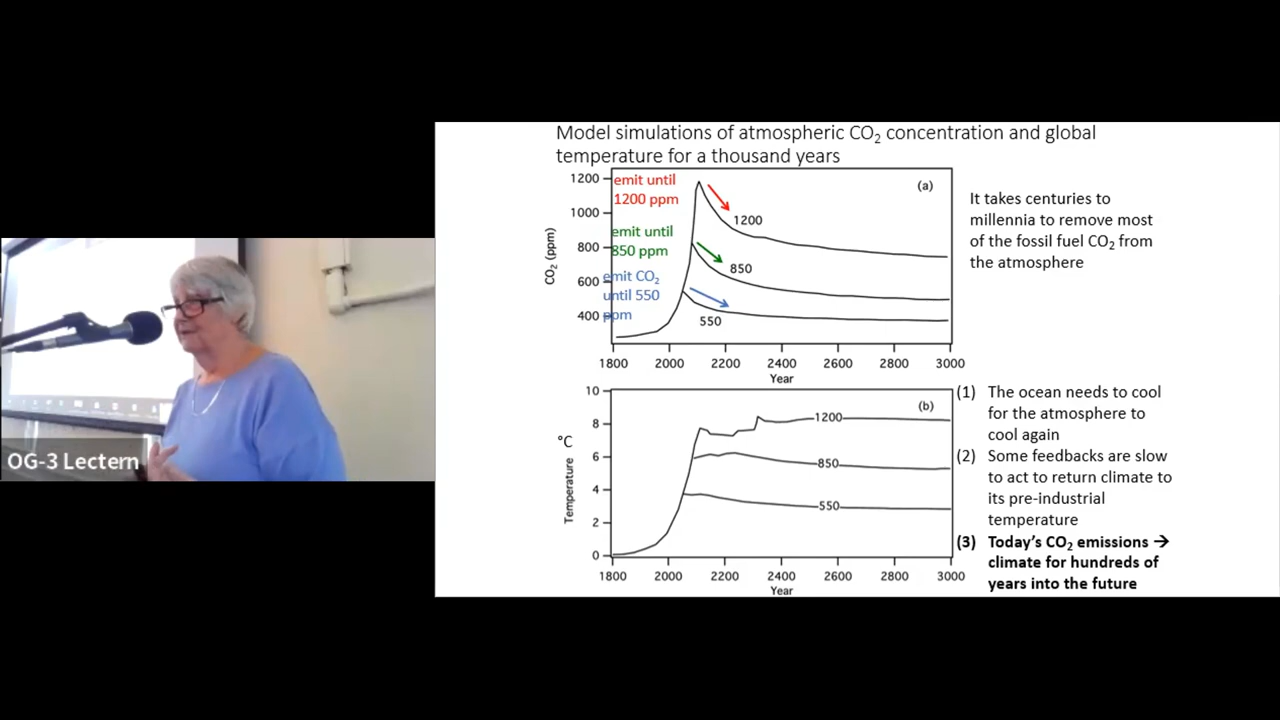 Model simulations of atmospheric CO₂ concentration and global
temperature for a thousand years
1200
1000
800
600
400
CO₂ (ppm)
emit until
1200 ppm
emit until
850 ppm
emit CO₂
until 550
ppm
(a)
1200
850
550
1800 2000 2200 2400 2600 2800 3000
Year
It takes centuries to
millennia to remove most
of the fossil fuel CO₂ from
the atmosphere
10
8
6
4
2
0
°C
Temperature
(b)
1200
850
550
1800 2000 2200 2400 2600 2800 3000
Year
(1) The ocean needs to cool
for the atmosphere to
cool again
(2) Some feedbacks are slow
to act to return climate to
its pre-industrial
temperature
(3) Today’s CO₂ emissions →
climate for hundreds of
years into the future
OG-3 Lectern